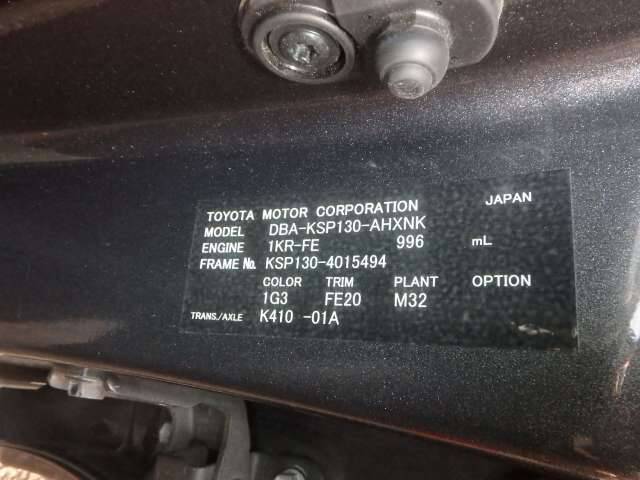 TOYOTA MOTOR CORPORATION JAPAN
MODEL DBA-KSP130-AHXNK
ENGINE 1KR-FE 996 mL
FRAME No. KSP130-4015494
COLOR TRIM PLANT OPTION
1G3 FE20 M32
TRANS./AXLE K410 -01A